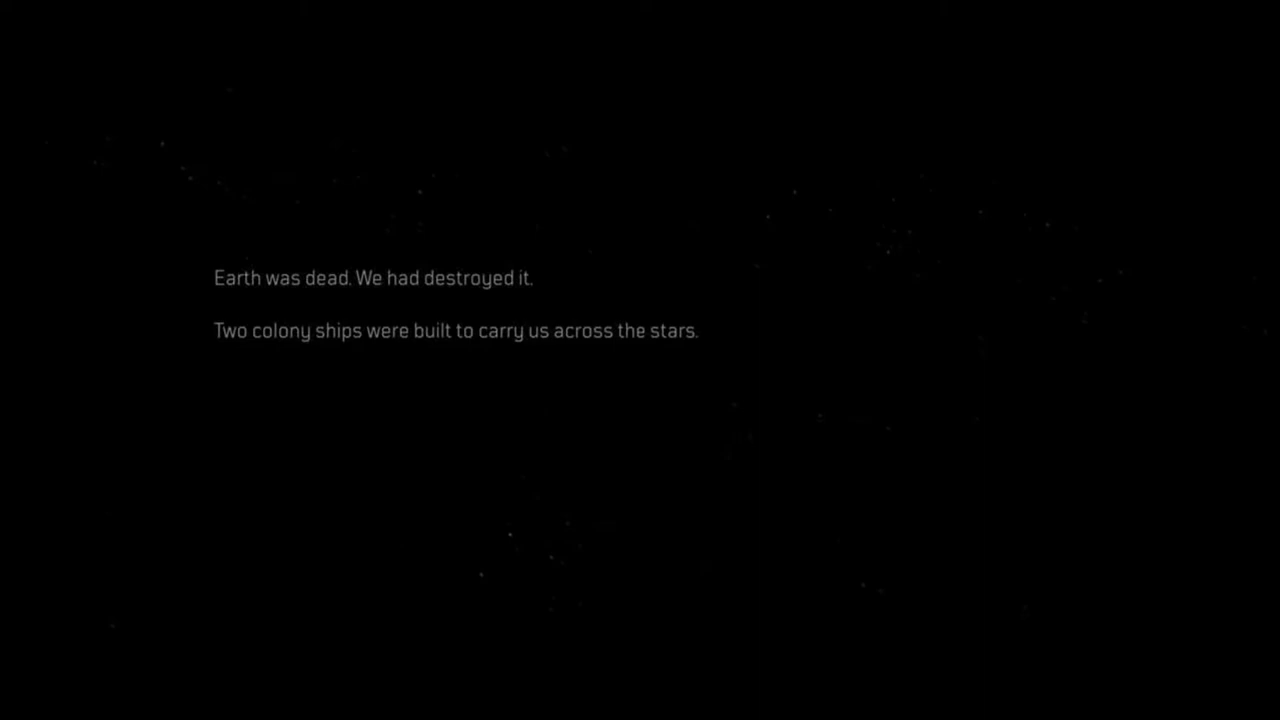 Earth was dead. We had destroyed it.
Two colony ships were built to carry us across the stars.